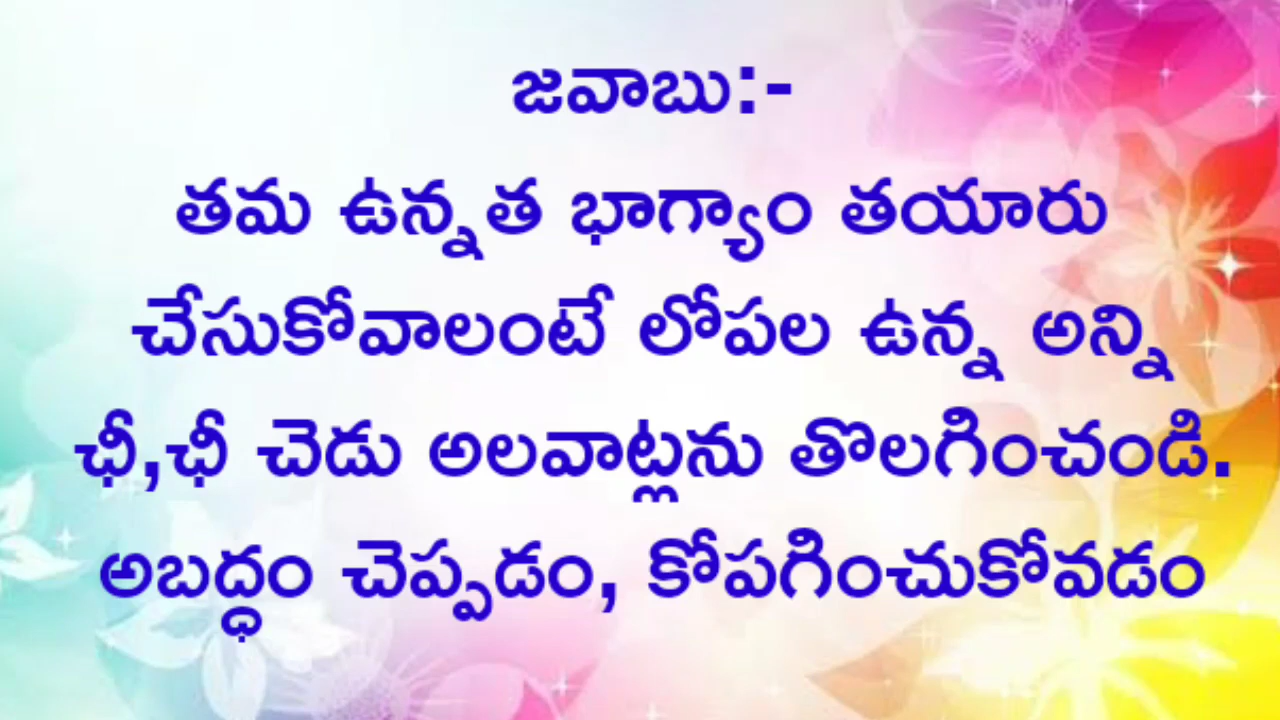 జవాబు:-
తమ ఉన్నత భాగ్యాం తయారు
చేసుకోవాలంటే లోపల ఉన్న అన్ని
ఛీ,ఛీ చెడు అలవాట్లను తొలగించండి.
అబద్ధం చెప్పడం, కోపగించుకోవడం